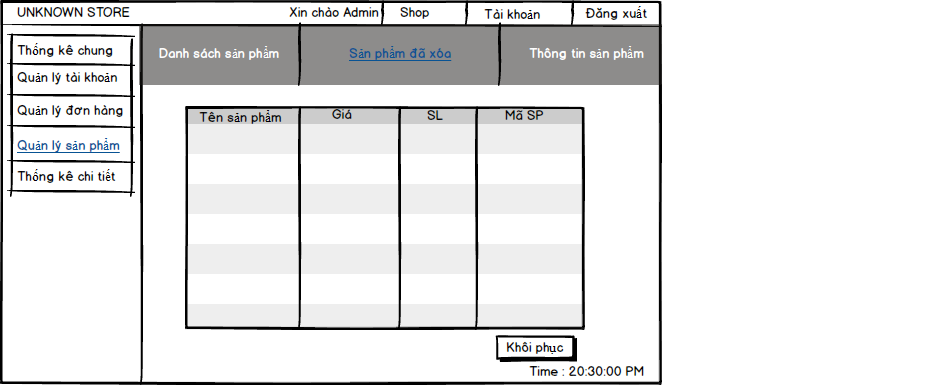 UNKNOWN STORE
Xin chào Admin
Shop
Tài khoản
Đăng xuất
Thống kê chung
Quản lý tài khoản
Quản lý đơn hàng
Quản lý sản phẩm
Thống kê chi tiết
Danh sách sản phẩm
Sản phẩm đã xóa
Thông tin sản phẩm
Tên sản phẩm
Giá
SL
Mã SP
Khôi phục
Time : 20:30:00 PM